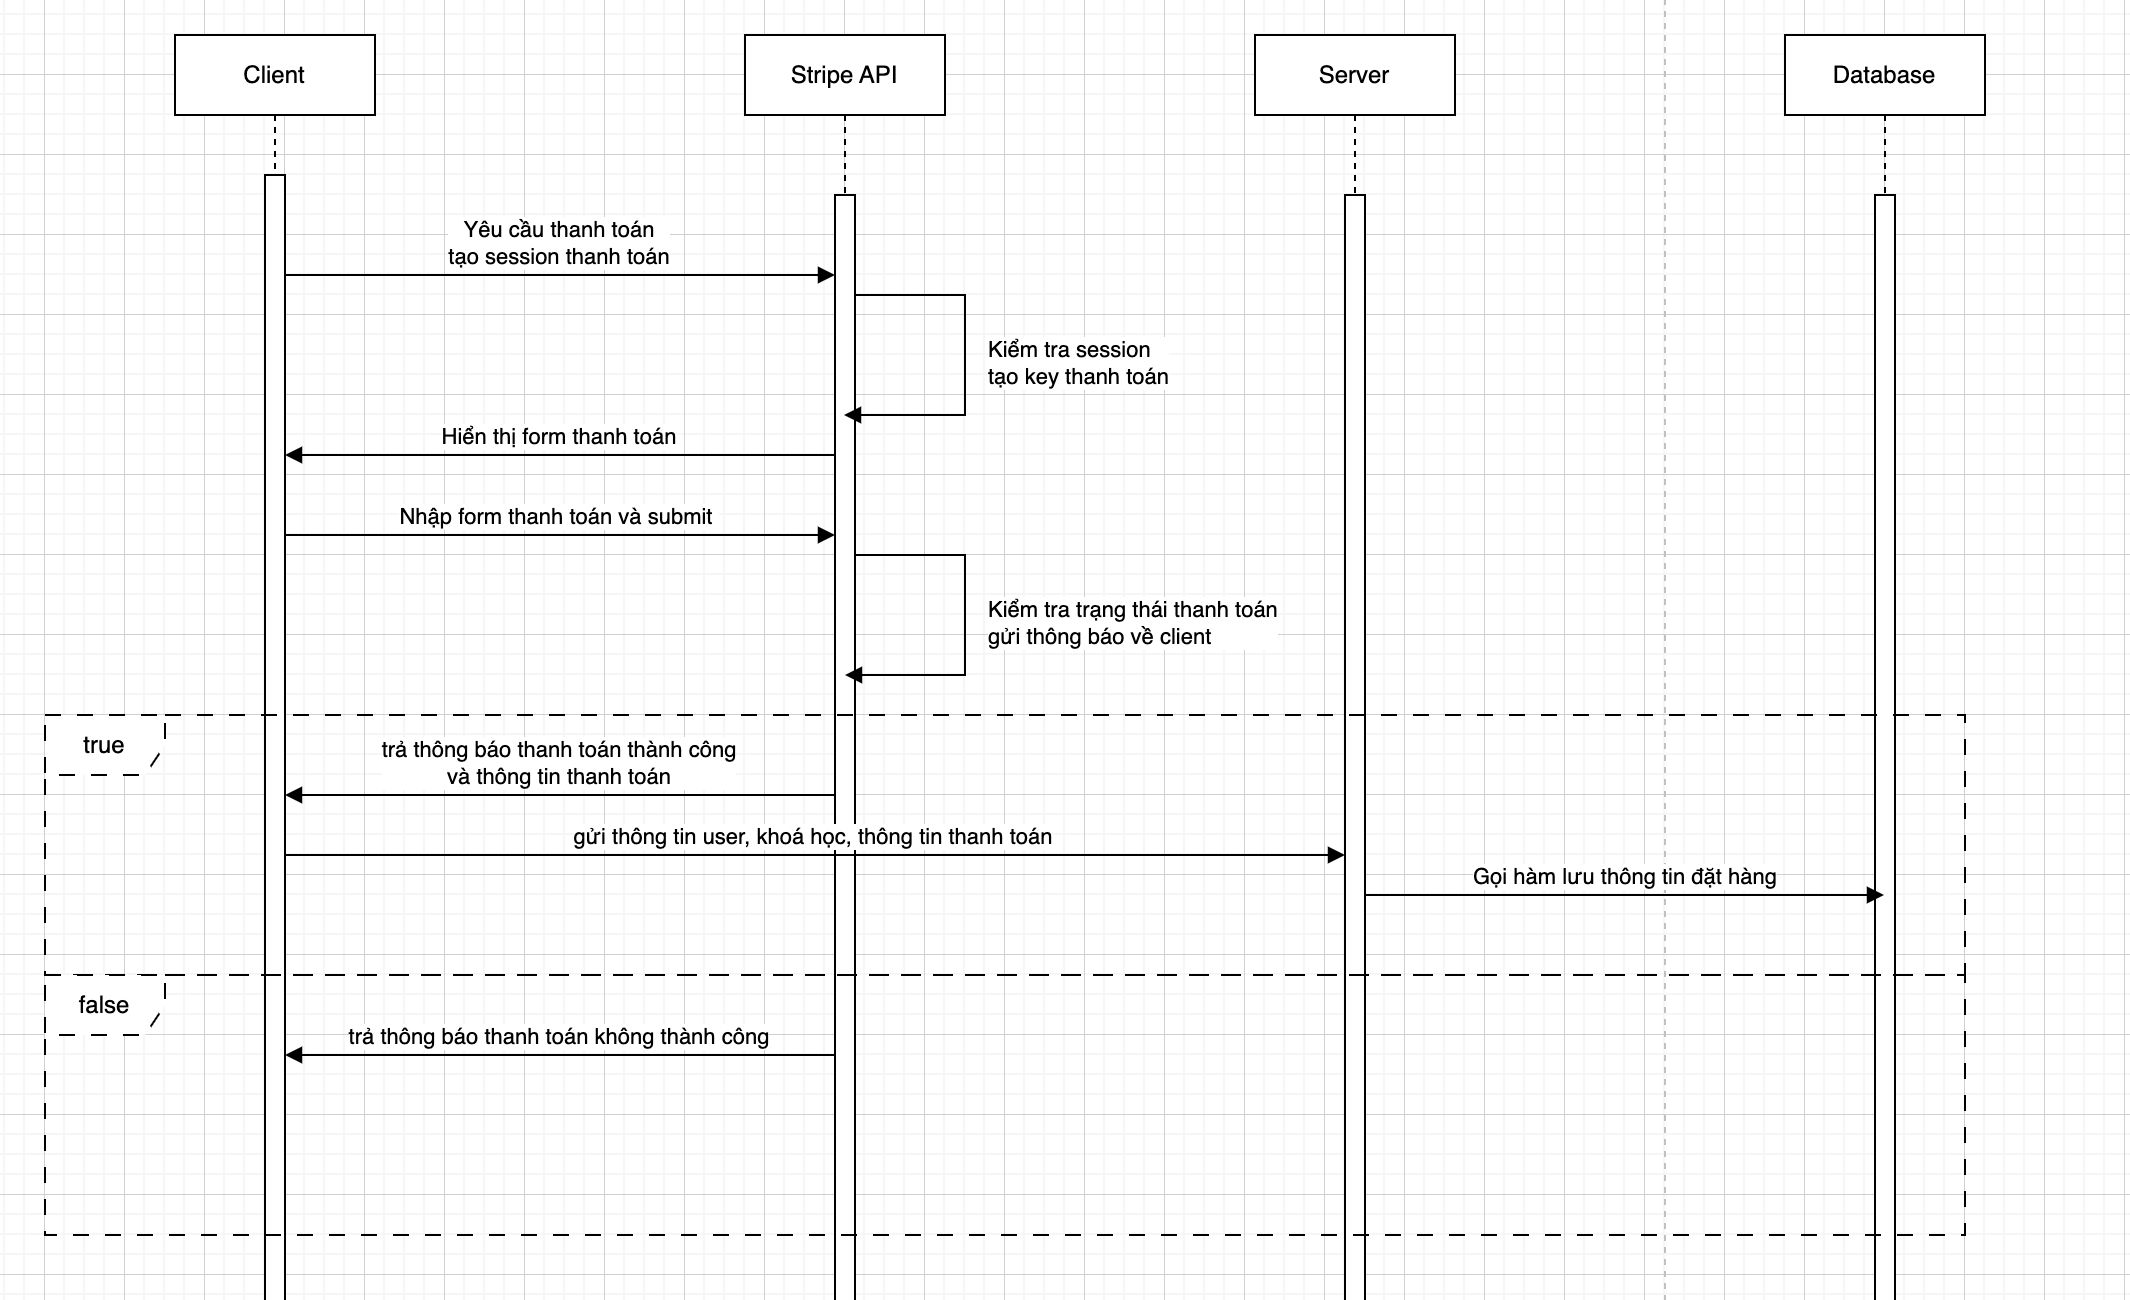 Client
Stripe API
Server
Database
Yêu cầu thanh toán
tạo session thanh toán
Kiểm tra session
tạo key thanh toán
Hiển thị form thanh toán
Nhập form thanh toán và submit
Kiểm tra trạng thái thanh toán
gửi thông báo về client
true
trả thông báo thanh toán thành công
và thông tin thanh toán
gửi thông tin user, khoá học, thông tin thanh toán
Gọi hàm lưu thông tin đặt hàng
false
trả thông báo thanh toán không thành công